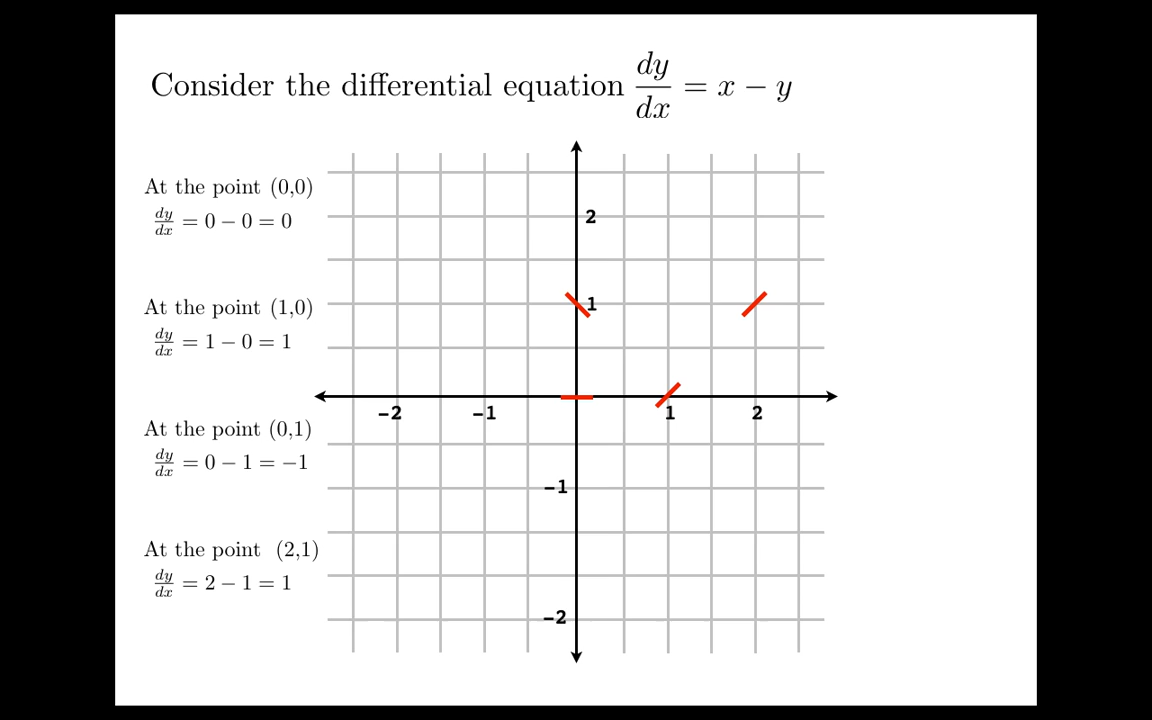 Consider the differential equation dy/dx = x − y
At the point (0,0)
dy/dx = 0 − 0 = 0
At the point (1,0)
dy/dx = 1 − 0 = 1
At the point (0,1)
dy/dx = 0 − 1 = −1
At the point (2,1)
dy/dx = 2 − 1 = 1
2
1
−2 −1 1 2
−1
−2